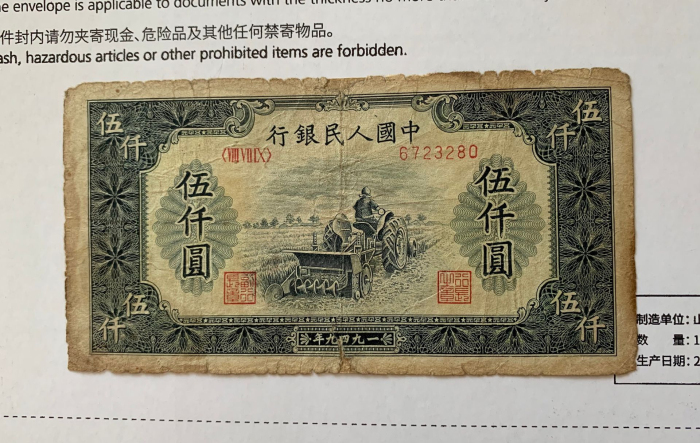 he envelope is applicable to documents with the thickness no more
件封内请勿夹寄现金、危险品及其他任何禁寄物品。
ash, hazardous articles or other prohibited items are forbidden.
伍仟
伍仟
行銀民人國中
〈VIII VII IX〉
6723280
伍仟圓
伍仟圓
伍仟
伍仟
年九四九一
制造单位:山
数 量:1
生产日期:2